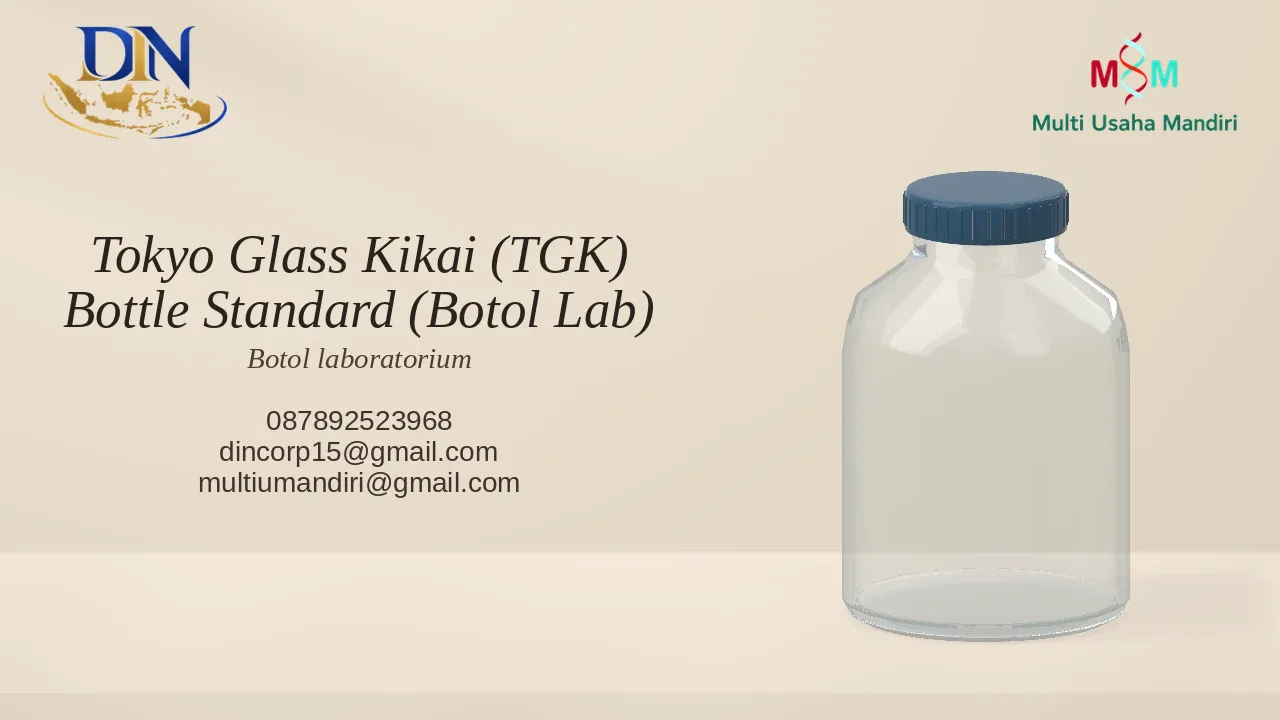 DIN
M M
Multi Usaha Mandiri
Tokyo Glass Kikai (TGK)
Bottle Standard (Botol Lab)
Botol laboratorium
087892523968
dincorp15@gmail.com
multiumandiri@gmail.com